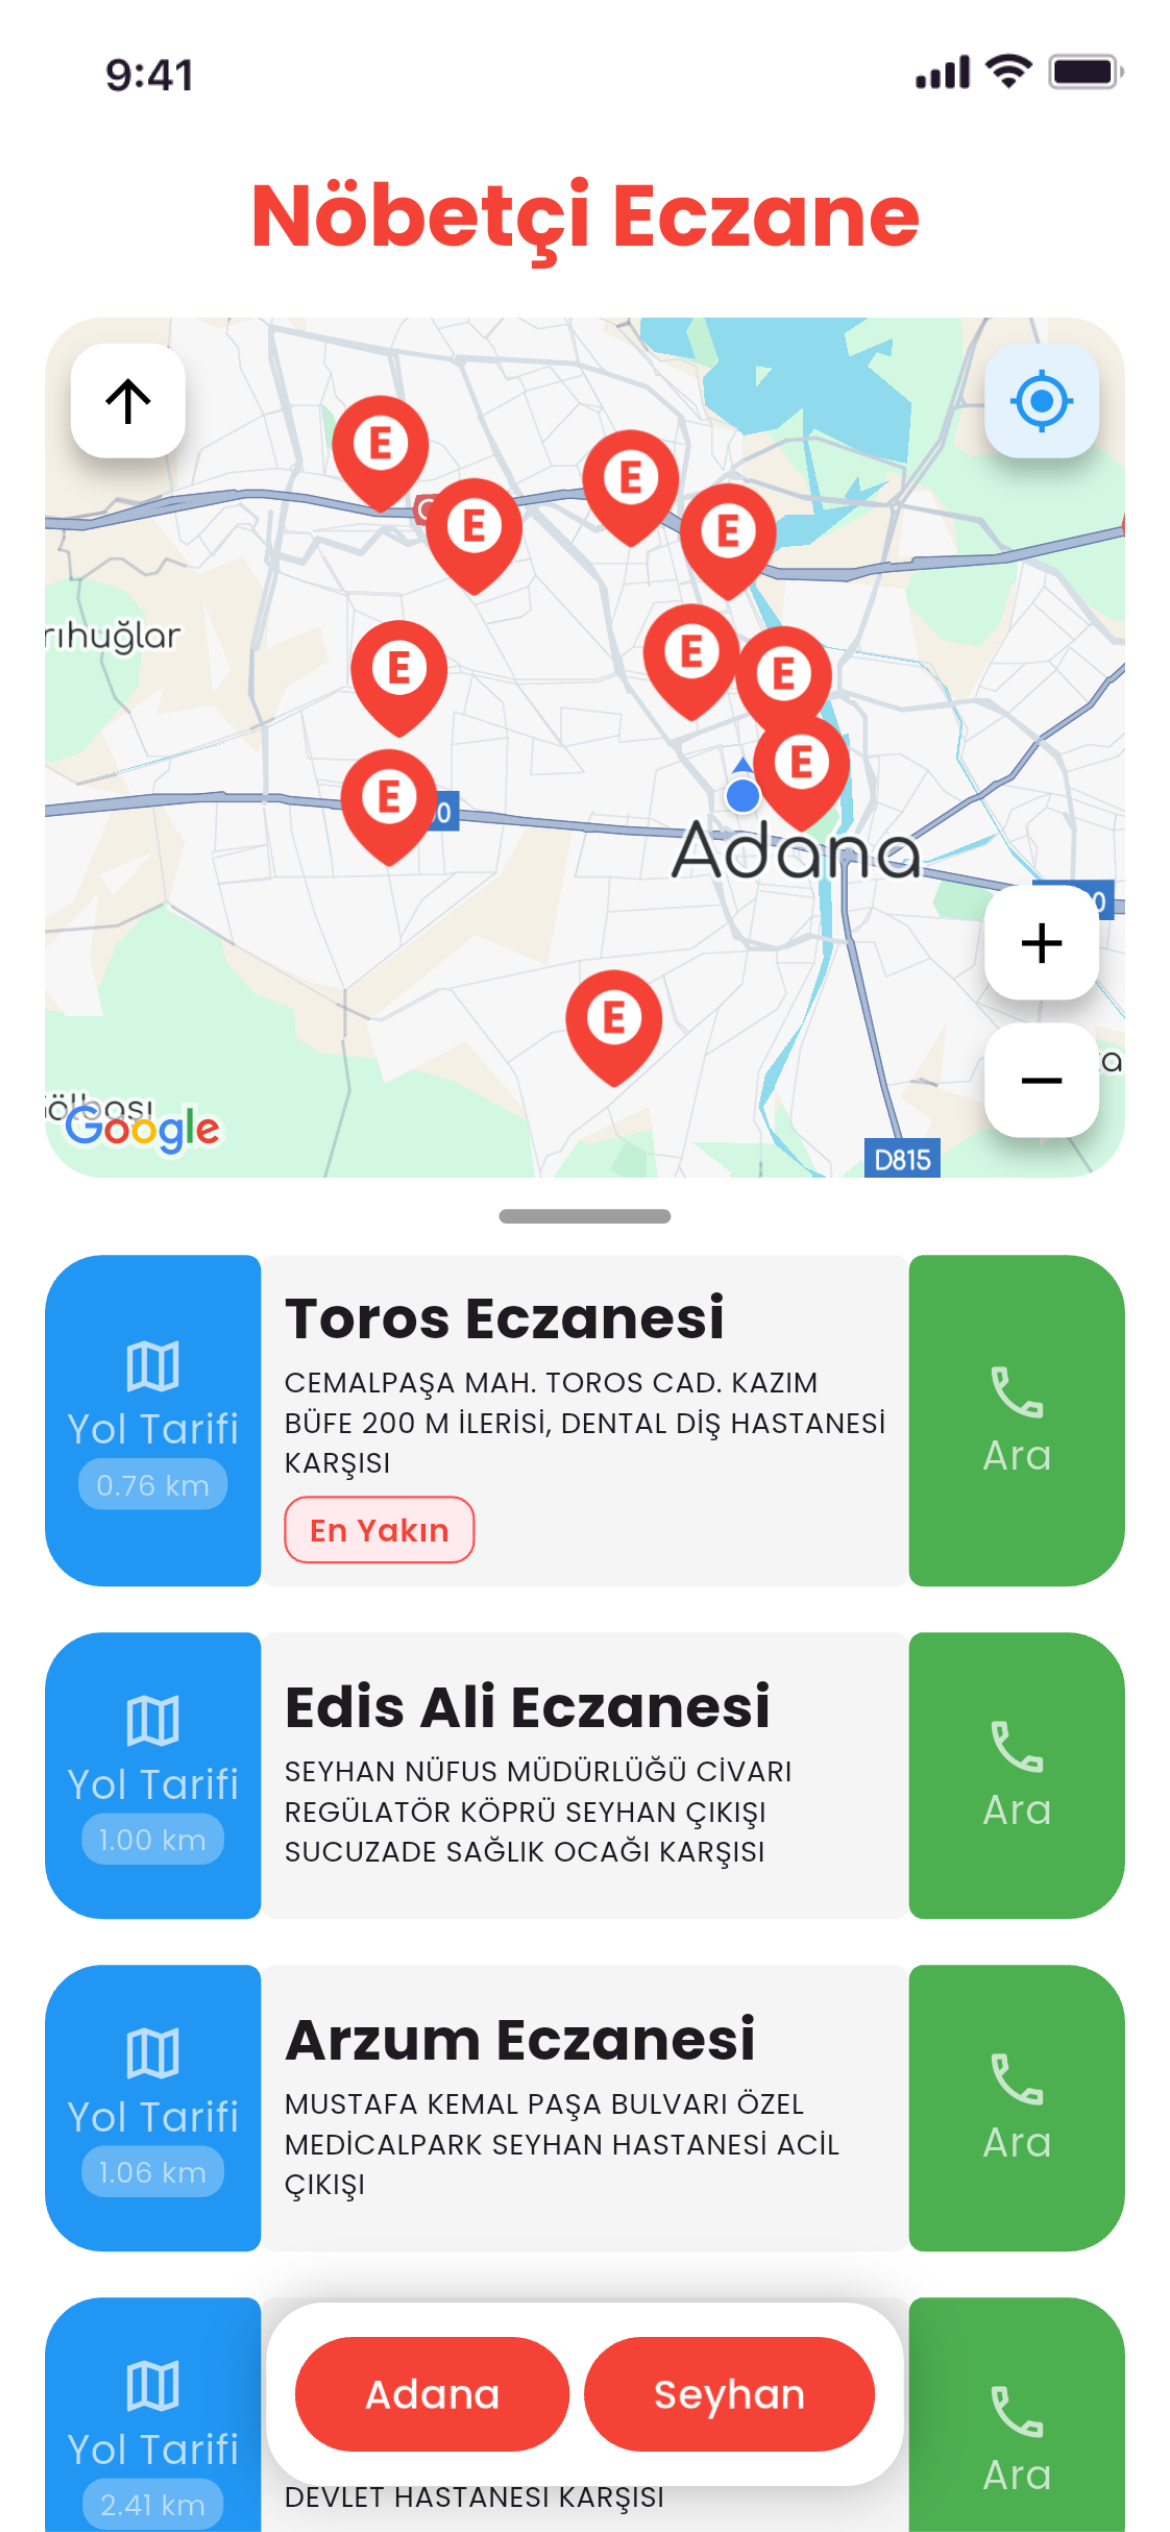 9:41
Nöbetçi Eczane
E
E
E
E
E
E
E
E
E
E
Adana
Google
D815
Toros Eczanesi
CEMALPAŞA MAH. TOROS CAD. KAZIM
BÜFE 200 M İLERİSİ, DENTAL DİŞ HASTANESİ
KARŞISI
En Yakın
Yol Tarifi
0.76 km
Ara
Edis Ali Eczanesi
SEYHAN NÜFUS MÜDÜRLÜĞÜ CİVARI
REGÜLATÖR KÖPRÜ SEYHAN ÇIKIŞI
SUCUZADE SAĞLIK OCAĞI KARŞISI
Yol Tarifi
1.00 km
Ara
Arzum Eczanesi
MUSTAFA KEMAL PAŞA BULVARI ÖZEL
MEDİCALPARK SEYHAN HASTANESİ ACİL
ÇIKIŞI
Yol Tarifi
1.06 km
Ara
Yol Tarifi
2.41 km
Adana
Seyhan
DEVLET HASTANESİ KARŞISI
Ara